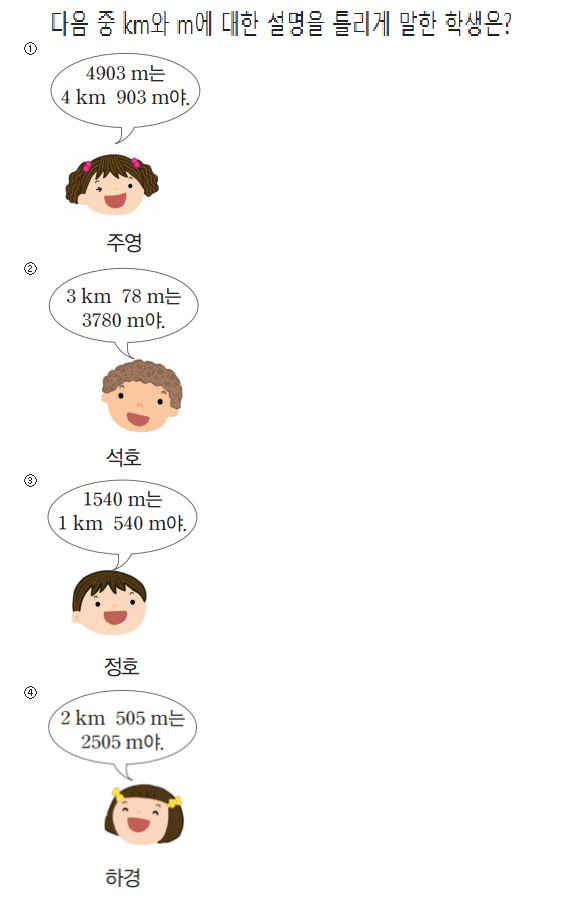 다음 중 km와 m에 대한 설명을 틀리게 말한 학생은?
①
4903 m는
4 km 903 m야.
주영
②
3 km 78 m는
3780 m야.
석호
③
1540 m는
1 km 540 m야.
정호
④
2 km 505 m는
2505 m야.
하경